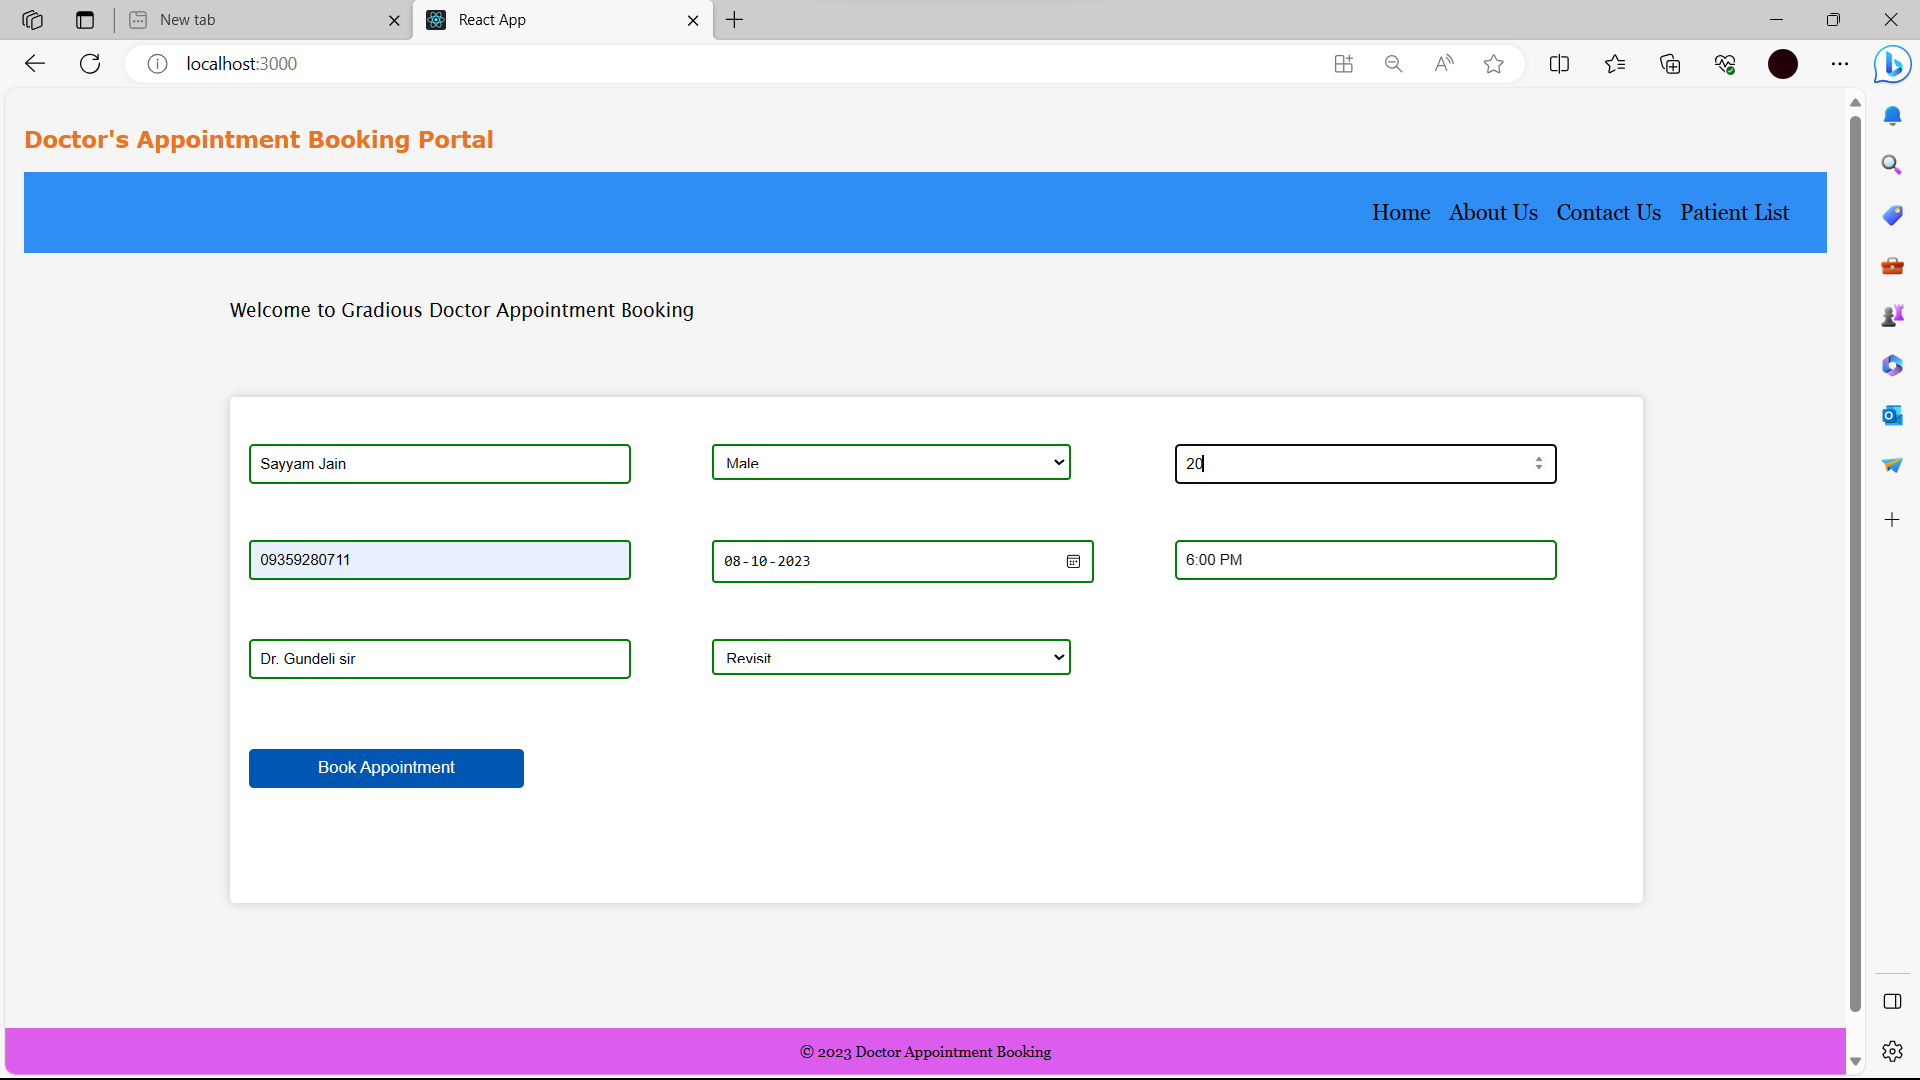 New tab
React App
localhost:3000
Doctor's Appointment Booking Portal
Home About Us Contact Us Patient List
Welcome to Gradious Doctor Appointment Booking
Sayyam Jain
Male
20
09359280711
08-10-2023
6:00 PM
Dr. Gundeli sir
Revisit
Book Appointment
© 2023 Doctor Appointment Booking